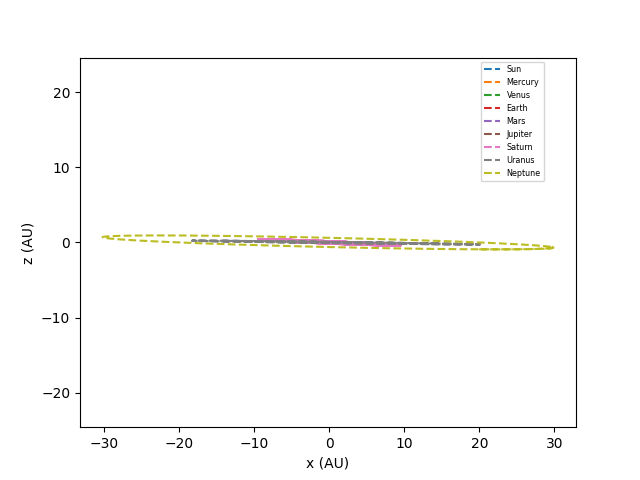 Sun
Mercury
Venus
Earth
Mars
Jupiter
Saturn
Uranus
Neptune
20
10
0
−10
−20
z (AU)
−30 −20 −10 0 10 20 30
x (AU)